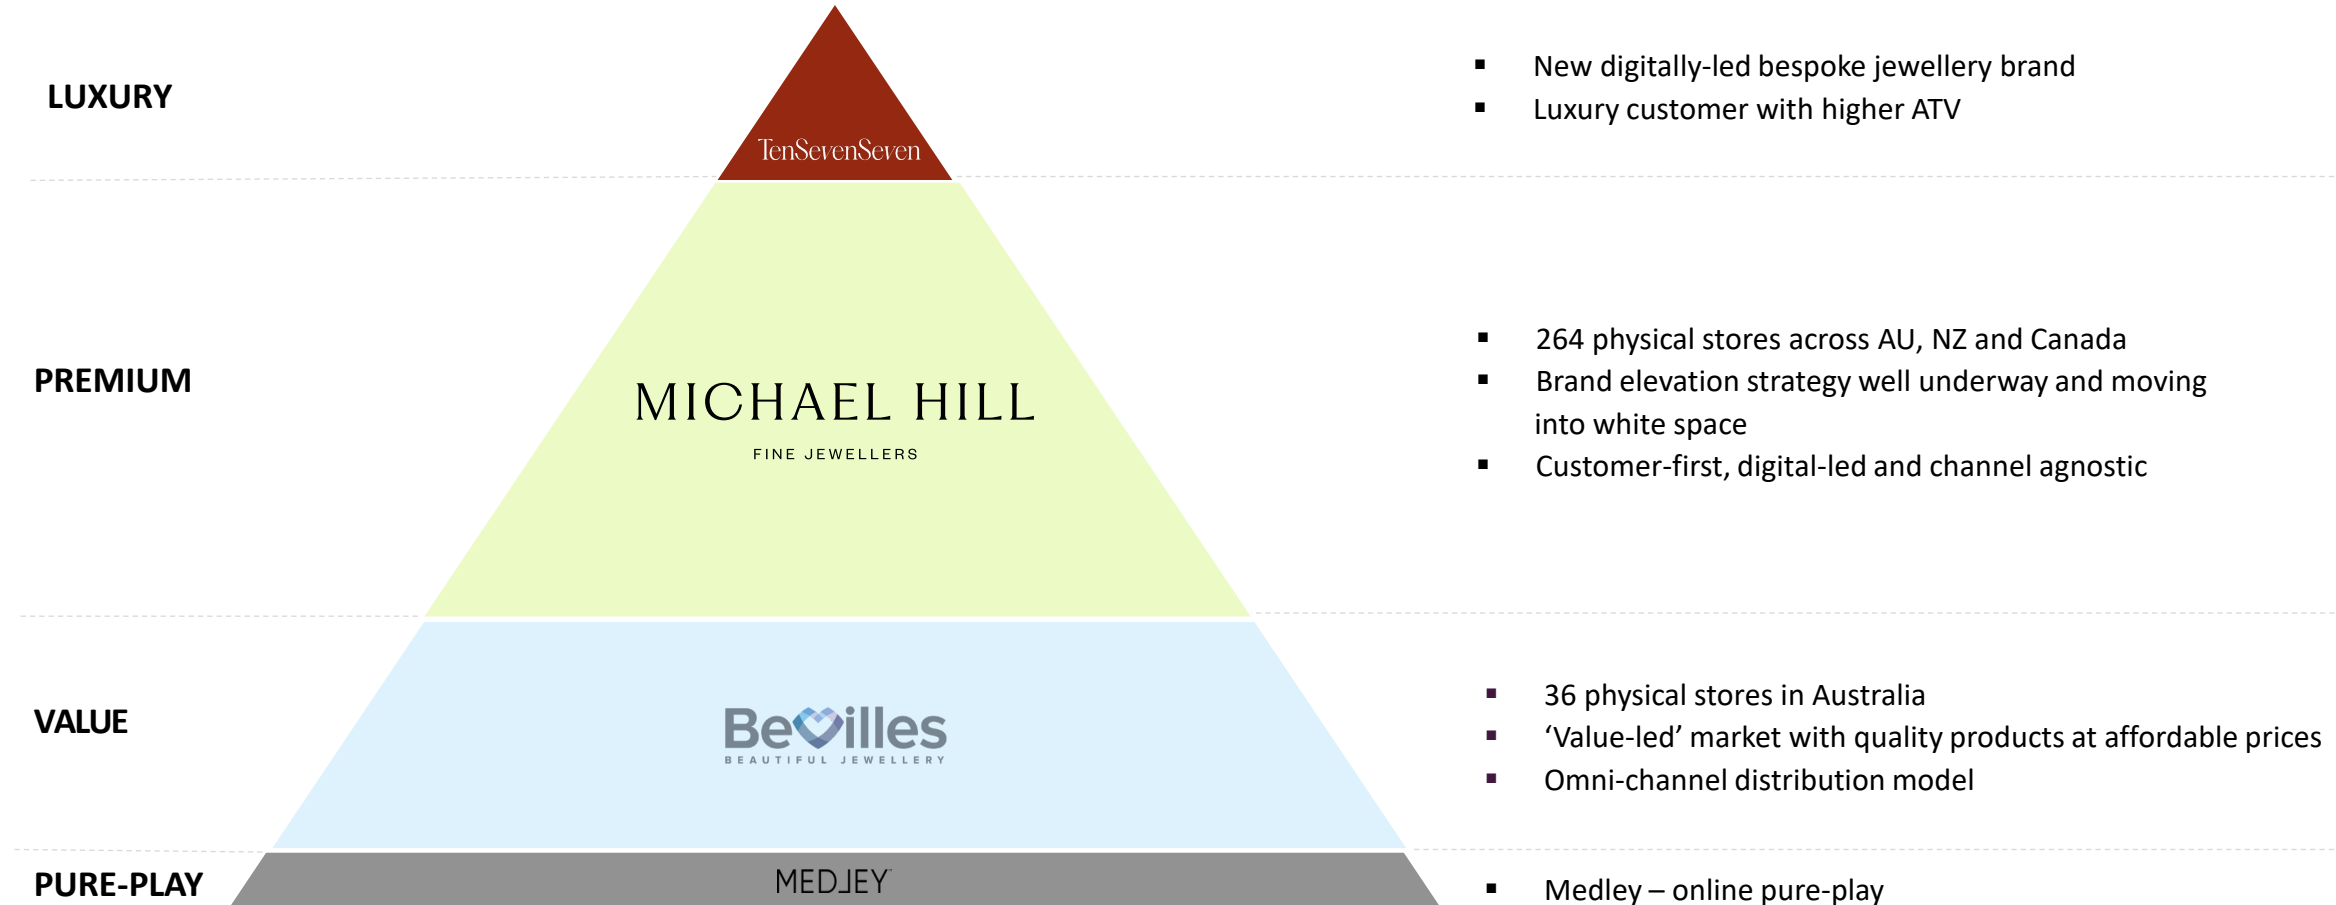 LUXURY
TenSevenSeven
▪ New digitally-led bespoke jewellery brand
▪ Luxury customer with higher ATV
PREMIUM
MICHAEL HILL
FINE JEWELLERS
▪ 264 physical stores across AU, NZ and Canada
▪ Brand elevation strategy well underway and moving
into white space
▪ Customer-first, digital-led and channel agnostic
VALUE
Bevilles
BEAUTIFUL JEWELLERY
▪ 36 physical stores in Australia
▪ ‘Value-led’ market with quality products at affordable prices
▪ Omni-channel distribution model
PURE-PLAY
MEDLEY
▪ Medley – online pure-play